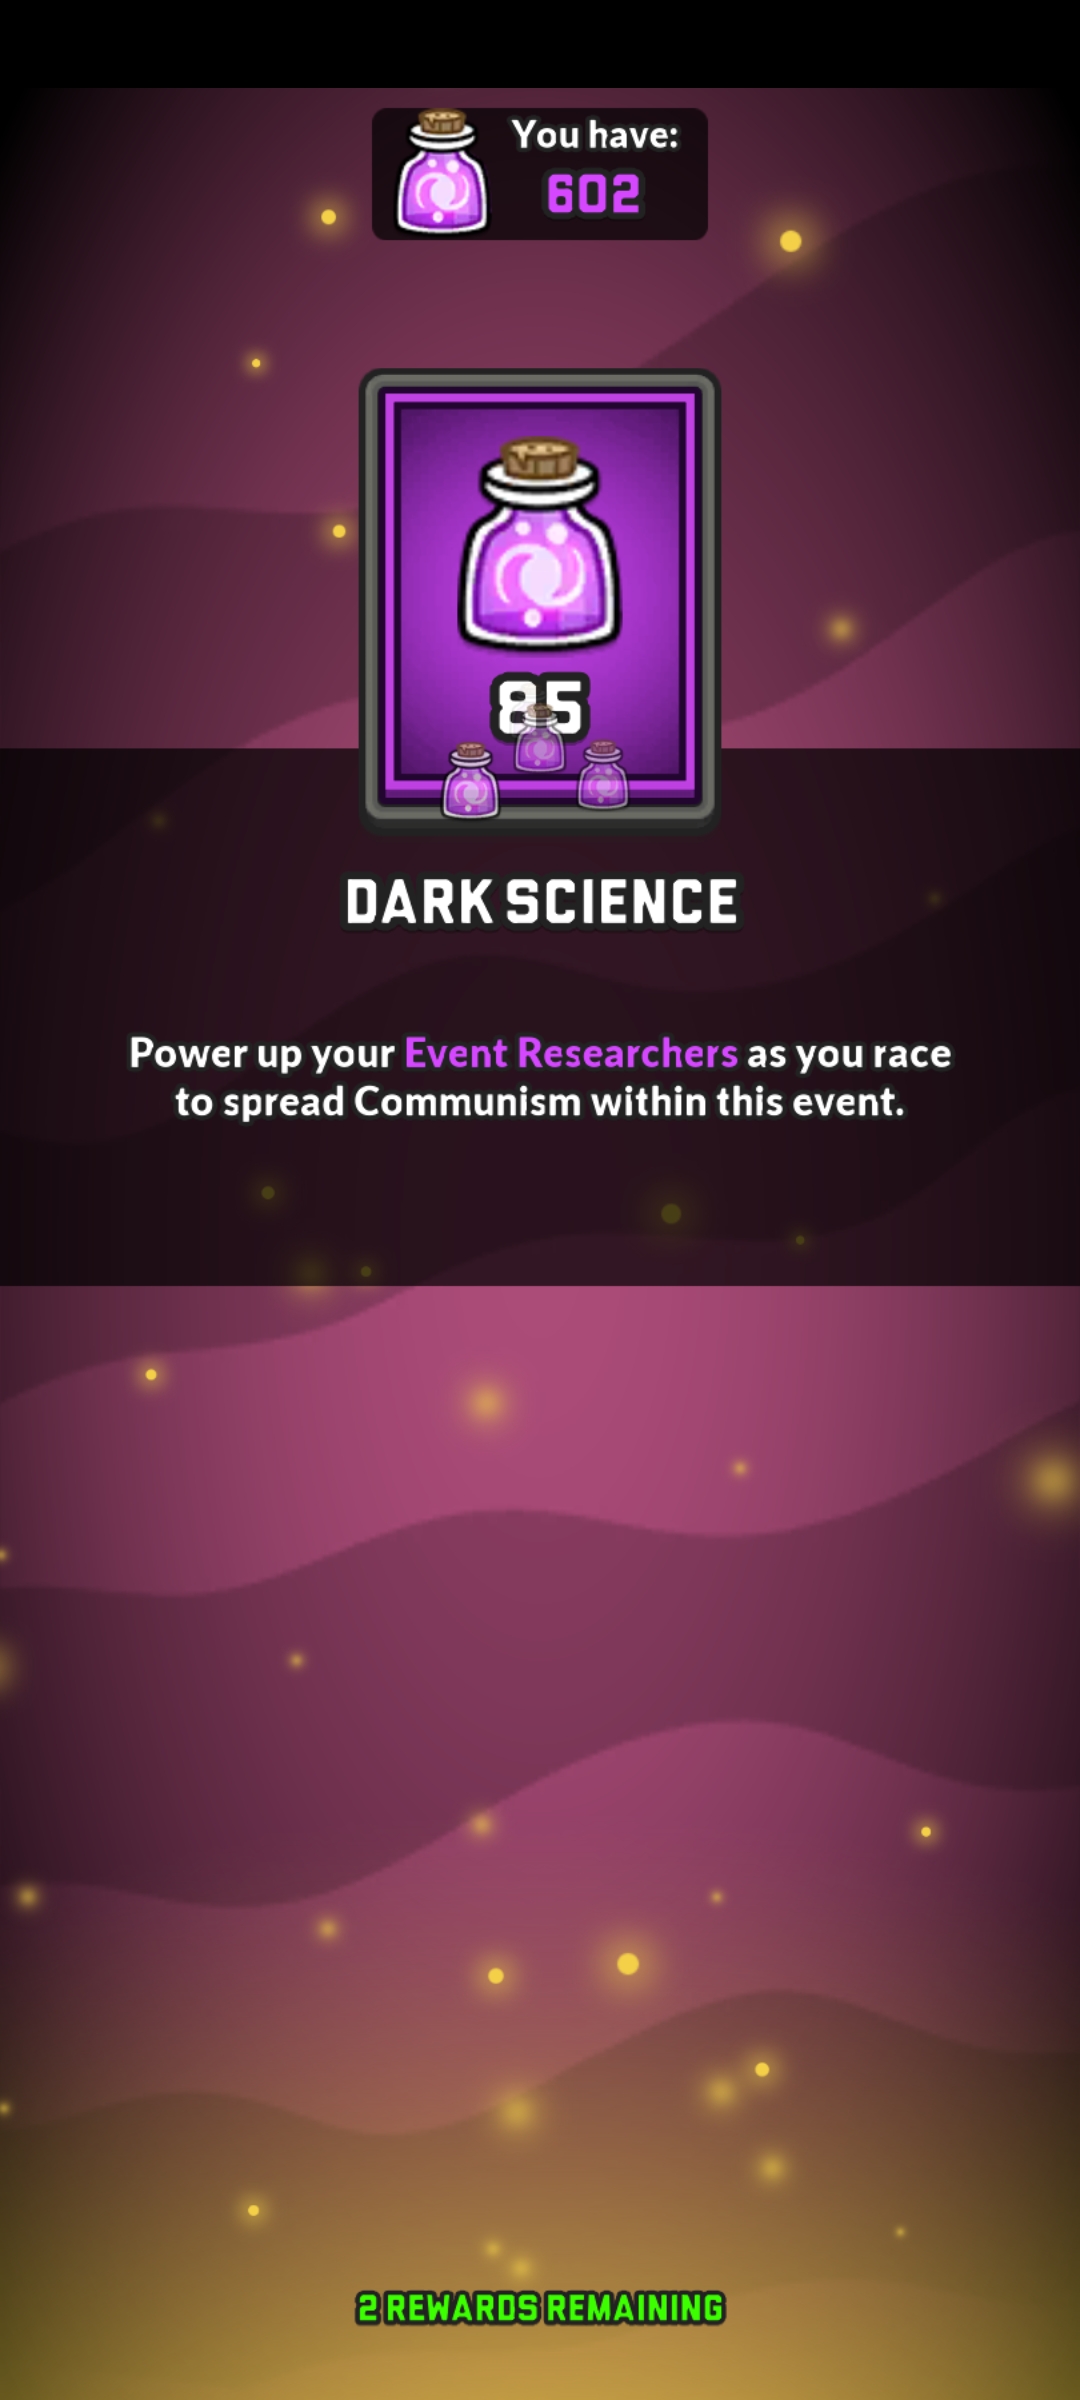 You have:
602
85
DARK SCIENCE
Power up your Event Researchers as you race
to spread Communism within this event.
2 REWARDS REMAINING